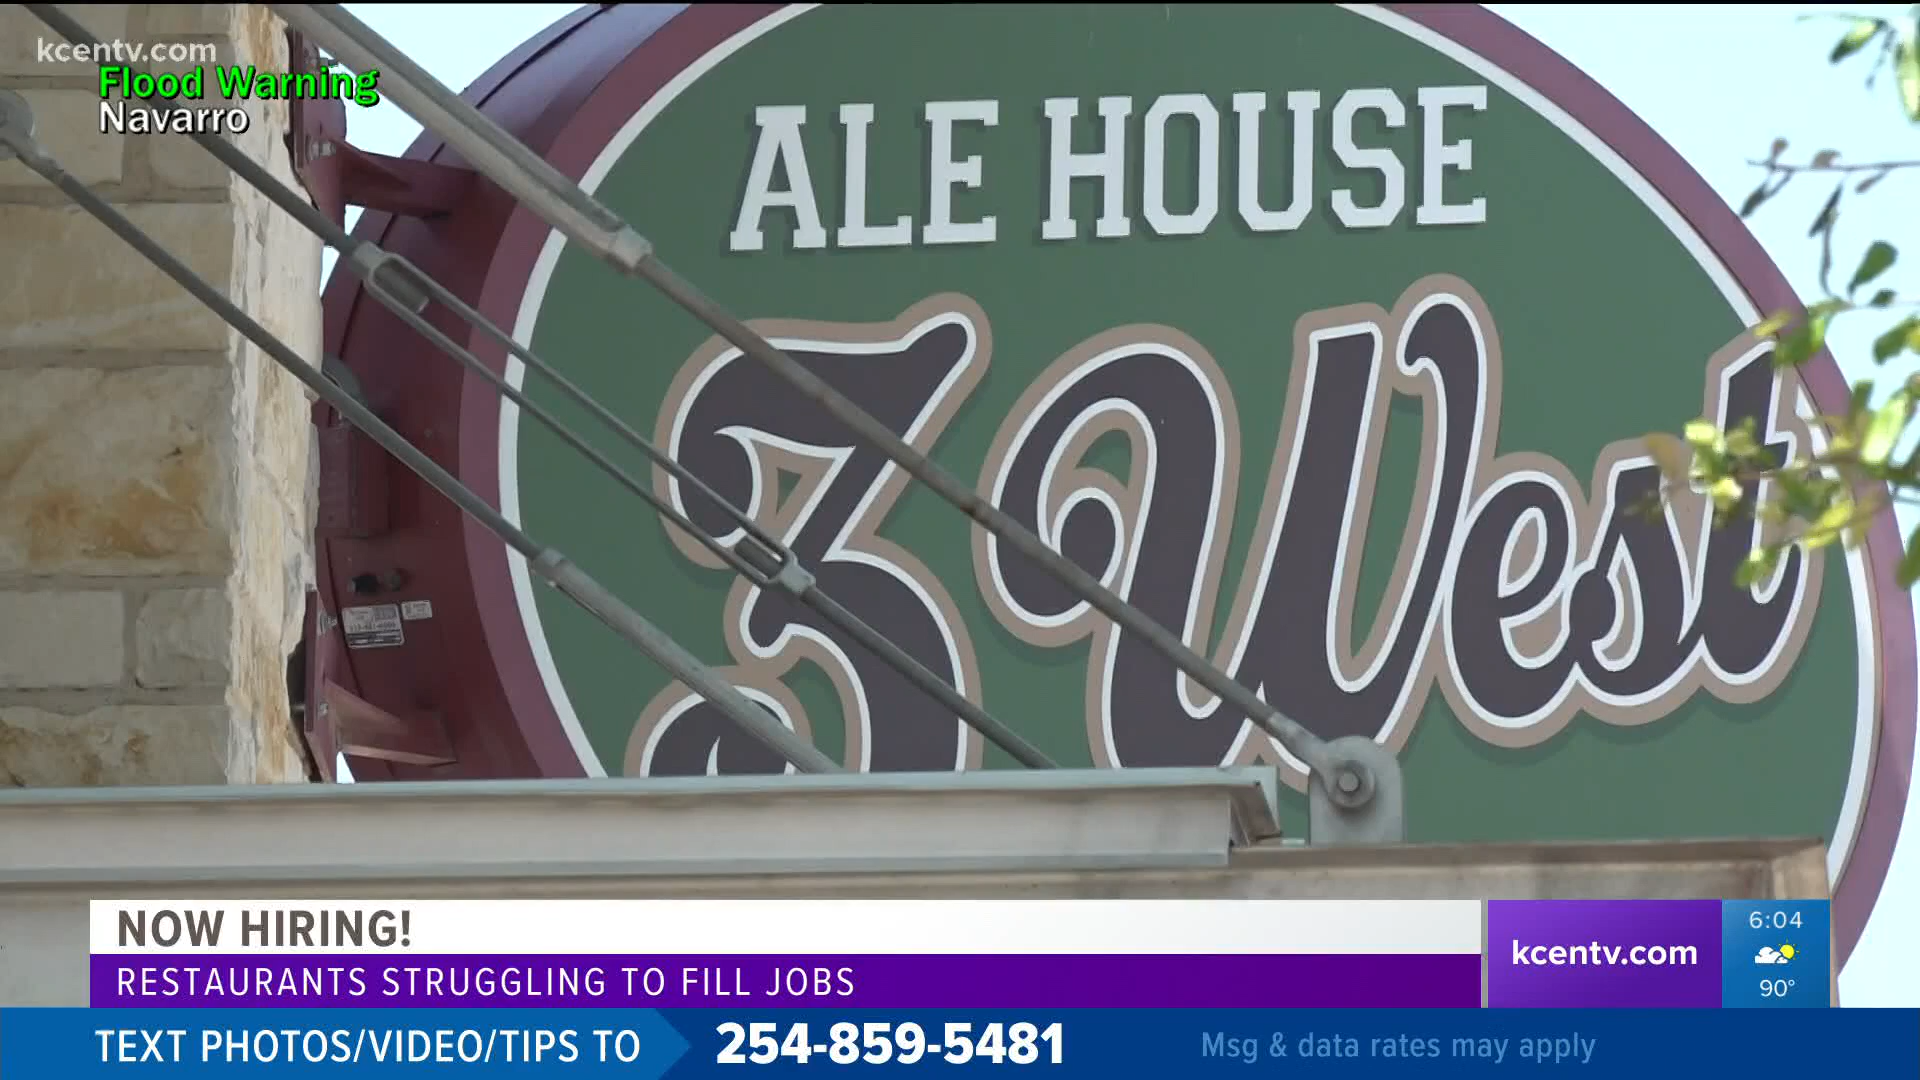 kcentv.com
Flood Warning
Navarro
ALE HOUSE
3 West
NOW HIRING!
RESTAURANTS STRUGGLING TO FILL JOBS
kcentv.com
6:04
90°
TEXT PHOTOS/VIDEO/TIPS TO
254-859-5481
Msg & data rates may apply